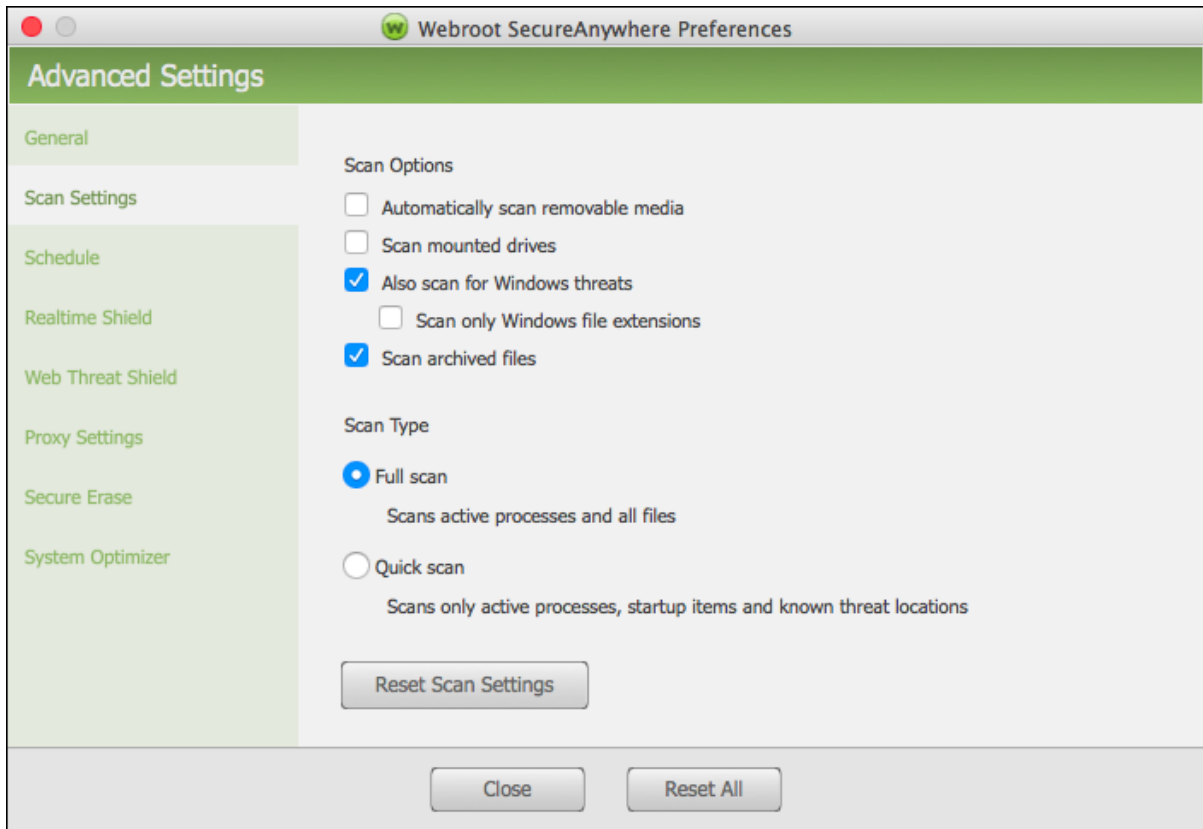 Webroot SecureAnywhere Preferences
Advanced Settings
General
Scan Settings
Schedule
Realtime Shield
Web Threat Shield
Proxy Settings
Secure Erase
System Optimizer
Scan Options
Automatically scan removable media
Scan mounted drives
Also scan for Windows threats
Scan only Windows file extensions
Scan archived files
Scan Type
Full scan
Scans active processes and all files
Quick scan
Scans only active processes, startup items and known threat locations
Reset Scan Settings
Close
Reset All